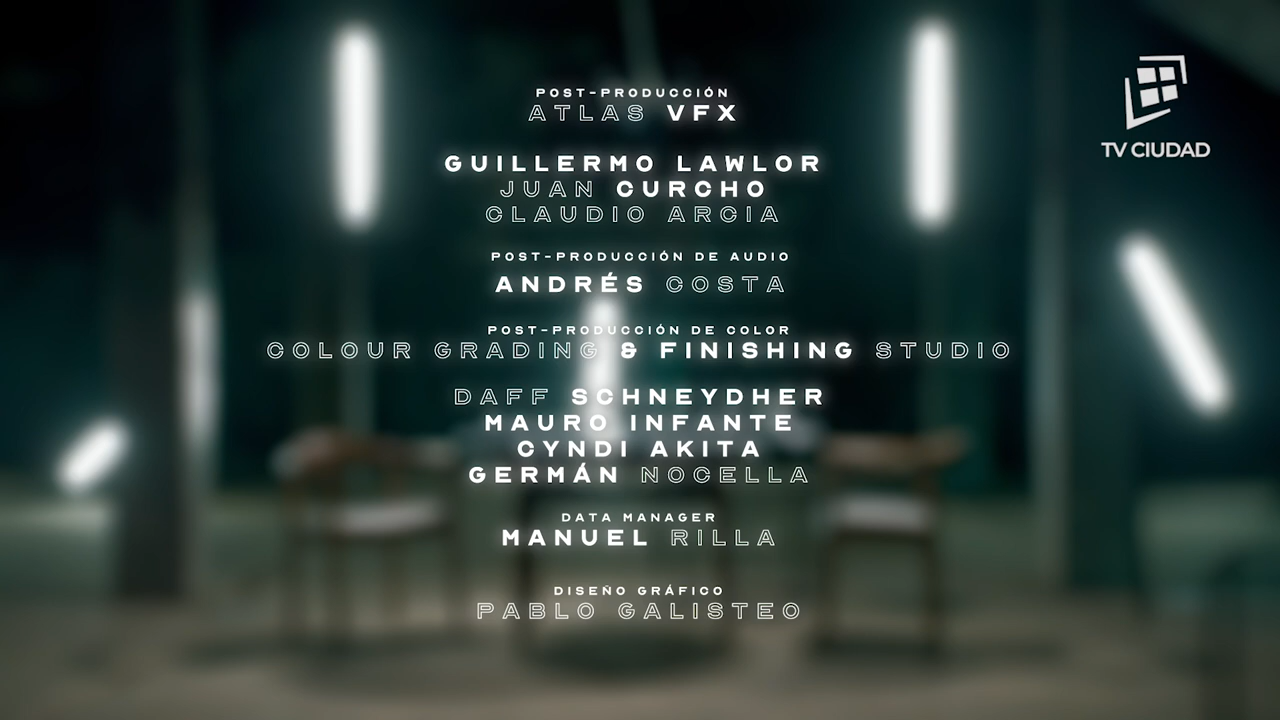 POST-PRODUCCIÓN
ATLAS VFX
GUILLERMO LAWLOR
JUAN CURCHO
CLAUDIO ARCIA
POST-PRODUCCIÓN DE AUDIO
ANDRÉS COSTA
POST-PRODUCCIÓN DE COLOR
COLOUR GRADING & FINISHING STUDIO
DAFF SCHNEYDHER
MAURO INFANTE
CYNDI AKITA
GERMÁN NOCELLA
DATA MANAGER
MANUEL RILLA
DISEÑO GRÁFICO
PABLO GALISTEO
TV CIUDAD